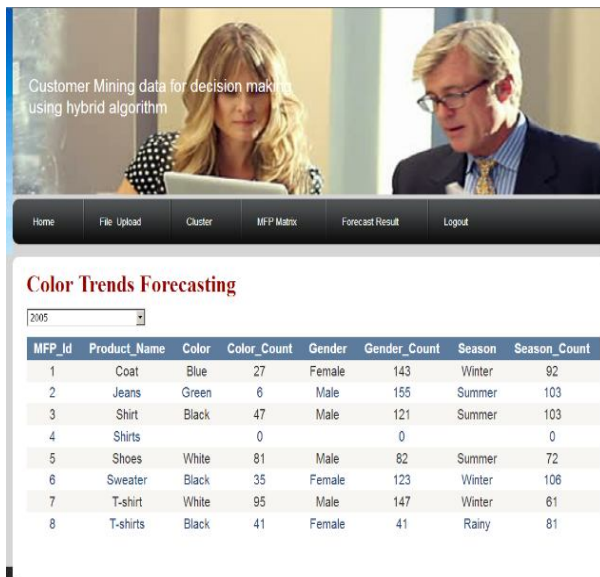 Customer Mining data for decision making
using hybrid algorithm
Home File Upload Cluster MFP Matrix Forecast Result Logout
Color Trends Forecasting
2005
MFP_Id Product_Name Color Color_Count Gender Gender_Count Season Season_Count
1 Coat Blue 27 Female 143 Winter 92
2 Jeans Green 6 Male 155 Summer 103
3 Shirt Black 47 Male 121 Summer 103
4 Shirts 0 0 0
5 Shoes White 81 Male 82 Summer 72
6 Sweater Black 35 Female 123 Winter 106
7 T-shirt White 95 Male 147 Winter 61
8 T-shirts Black 41 Female 41 Rainy 81